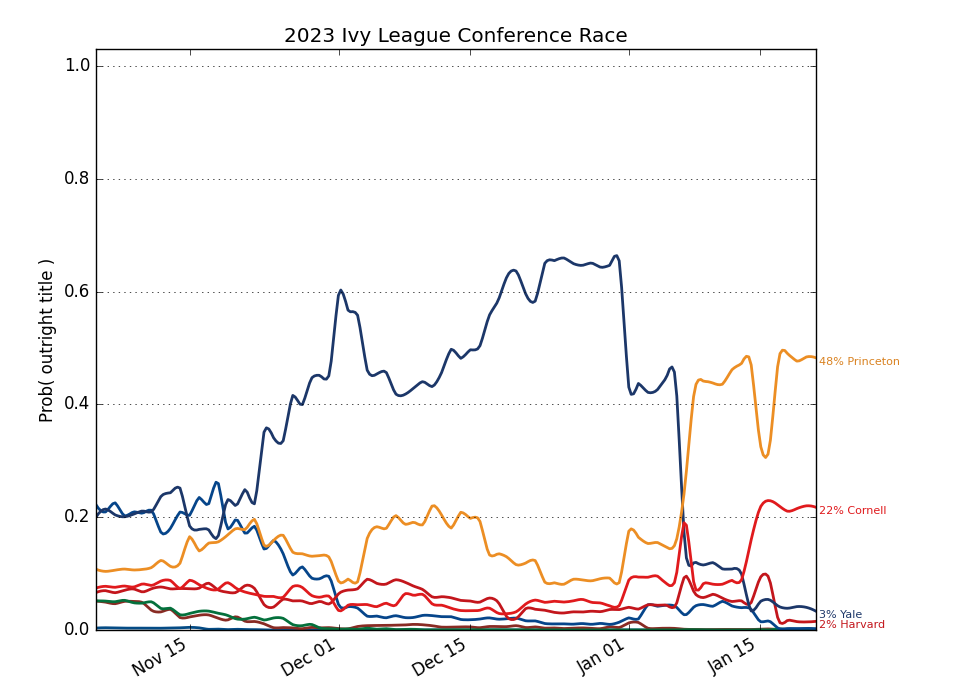 2023 Ivy League Conference Race
Prob( outright title )
1.0
0.8
0.6
0.4
0.2
0.0
48% Princeton
22% Cornell
3% Yale
2% Harvard
Nov 15
Dec 01
Dec 15
Jan 01
Jan 15